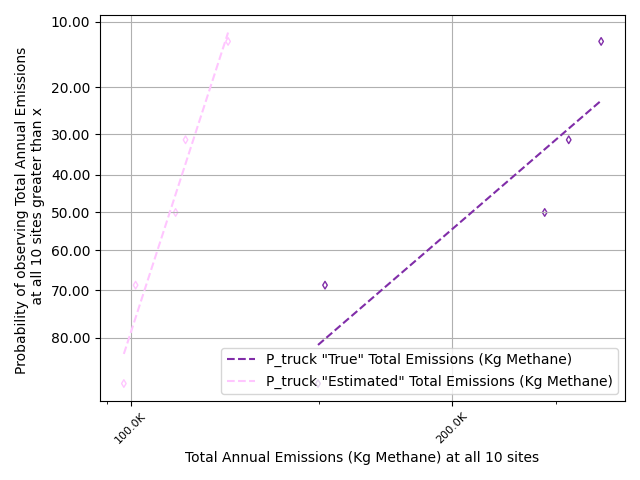 10.00
20.00
30.00
40.00
50.00
60.00
70.00
80.00
Probability of observing Total Annual Emissions
at all 10 sites greater than x
P_truck "True" Total Emissions (Kg Methane)
P_truck "Estimated" Total Emissions (Kg Methane)
100.0K
200.0K
Total Annual Emissions (Kg Methane) at all 10 sites